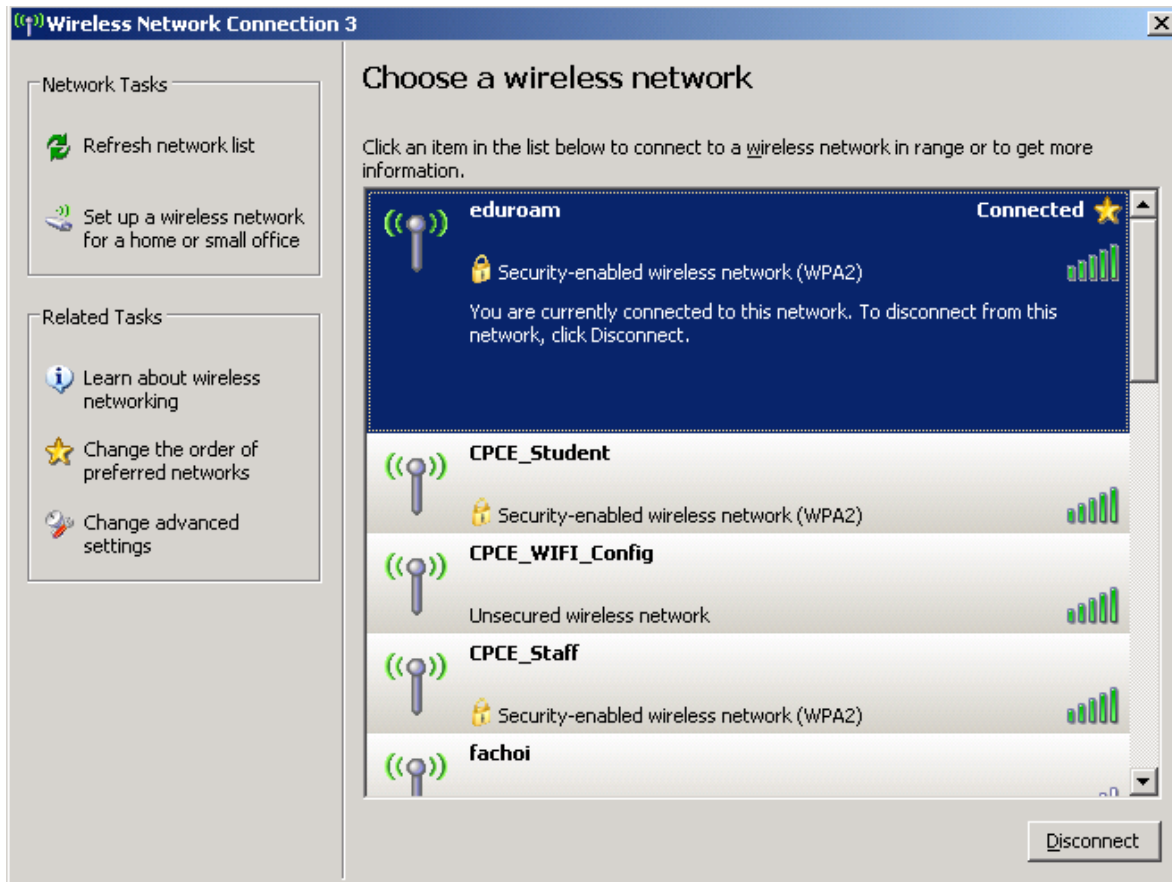 Wireless Network Connection 3
Network Tasks
Refresh network list
Set up a wireless network
for a home or small office
Related Tasks
Learn about wireless
networking
Change the order of
preferred networks
Change advanced
settings
Choose a wireless network
Click an item in the list below to connect to a wireless network in range or to get more
information.
eduroam
Connected
Security-enabled wireless network (WPA2)
You are currently connected to this network. To disconnect from this
network, click Disconnect.
CPCE_Student
Security-enabled wireless network (WPA2)
CPCE_WIFI_Config
Unsecured wireless network
CPCE_Staff
Security-enabled wireless network (WPA2)
fachoi
Disconnect